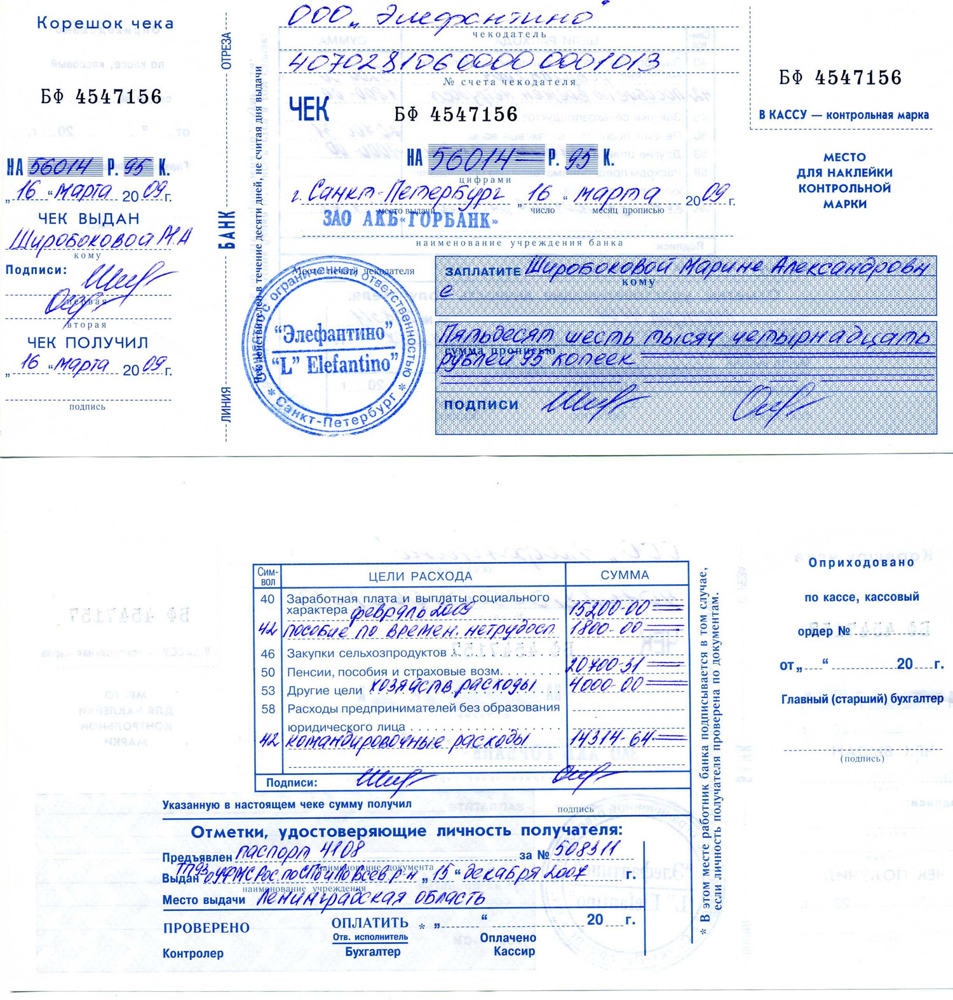 Корешок чека
БФ 4547156
НА 56014 Р. 95 К.
„ 16 “ марта 20 09 г.
ЧЕК ВЫДАН
Широбоковой М.А
кому
Подписи:
первая
вторая
ЧЕК ПОЛУЧИЛ
„ 16 “ марта 20 09 г.
подпись
ЛИНИЯ БАНК ОТРЕЗА
Чек действителен в течение десяти дней, не считая дня выдачи
ООО „Элефантино"
чекодатель
40702810600000001013
№ счета чекодателя
ЧЕК БФ 4547156
НА 56014= Р. 95 К.
цифрами
г. Санкт-Петербург „ 16 “ марта 20 09 г.
место выдачи число месяц прописью
ЗАО АКБ«ГОРБАНК»
наименование учреждения банка
БФ 4547156
В КАССУ — контрольная марка
МЕСТО
ДЛЯ НАКЛЕЙКИ
КОНТРОЛЬНОЙ
МАРКИ
Место печати чекодателя
с ограниченной ответственностью
"Элефантино"
"L" Elefantino"
* Санкт-Петербург *
ЗАПЛАТИТЕ Широбоковой Марине Александровн
кому
е
Пятьдесят шесть тысяч четырнадцать
сумма прописью
рублей 95 копеек
ПОДПИСИ
Сим-
вол
ЦЕЛИ РАСХОДА СУММА
40 Заработная плата и выплаты социального
характера февраль 2009 15200-00=
42 пособие по времен. нетрудосп 1800-00=
46 Закупки сельхозпродуктов
50 Пенсии, пособия и страховые возм. 20700-31=
53 Другие цели хозяйств. расходы 4000-00=
58 Расходы предпринимателей без образования
юридического лица
42 командировочные расходы 14314-64=
Подписи:
Указанную в настоящем чеке сумму получил
подпись
Отметки, удостоверяющие личность получателя:
Предъявлен паспорт 4108 за № 508311
наименование документа
Выдан ТП93 ОУФМС Рос. по СПб и ЛО Всев. р-н „ 15 “ декабря 2007 г.
наименование учреждения
Место выдачи Ленинградская область
ПРОВЕРЕНО ОПЛАТИТЬ * „ “ 20 г.
Отв. исполнитель Оплачено
Контролер Бухгалтер Кассир
* В этом месте работник банка подписывается в том случае,
если личность получателя проверена по документам.
Оприходовано
по кассе, кассовый
ордер №
от „ “ 20 г.
Главный (старший) бухгалтер
(подпись)